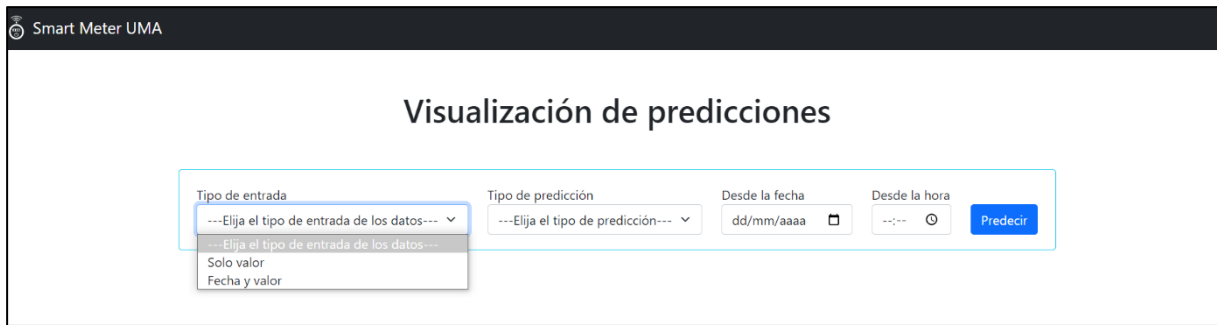 Smart Meter UMA
Visualización de predicciones
Tipo de entrada Tipo de predicción Desde la fecha Desde la hora
---Elija el tipo de entrada de los datos--- ---Elija el tipo de predicción--- dd/mm/aaaa --:-- Predecir
---Elija el tipo de entrada de los datos---
Solo valor
Fecha y valor